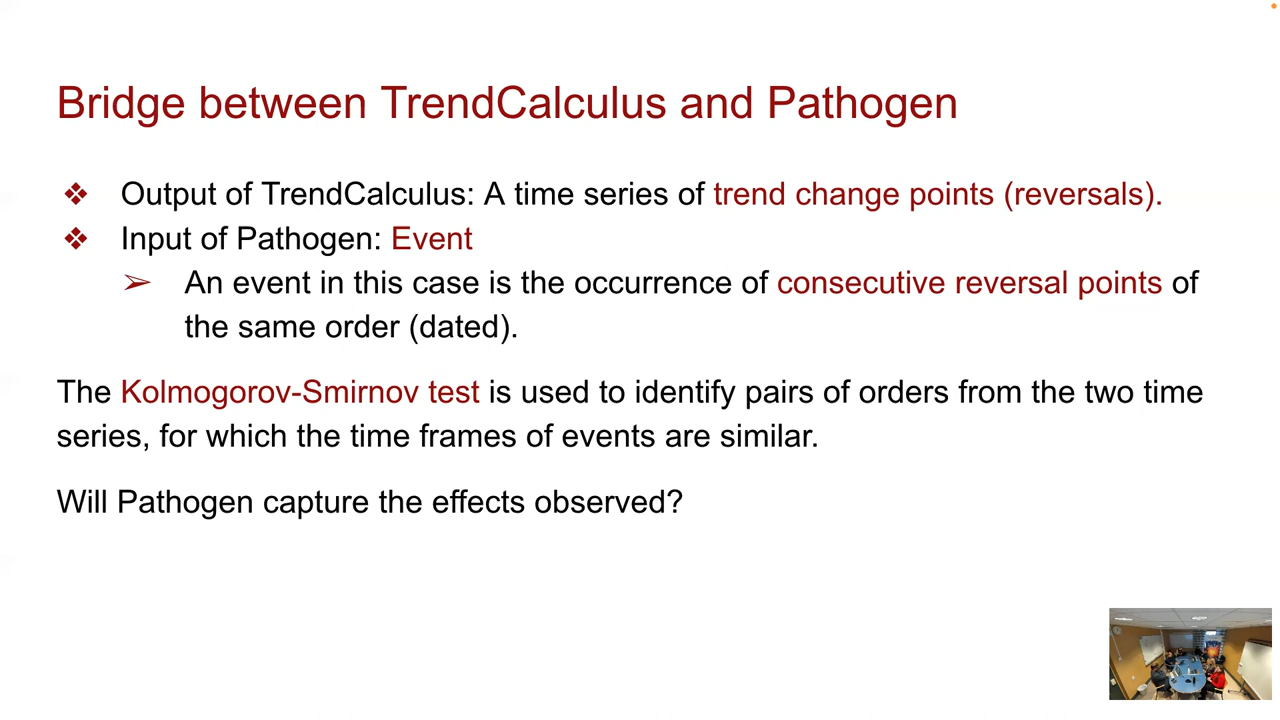 Bridge between TrendCalculus and Pathogen
❖ Output of TrendCalculus: A time series of trend change points (reversals).
❖ Input of Pathogen: Event
➢ An event in this case is the occurrence of consecutive reversal points of
the same order (dated).
The Kolmogorov-Smirnov test is used to identify pairs of orders from the two time
series, for which the time frames of events are similar.
Will Pathogen capture the effects observed?